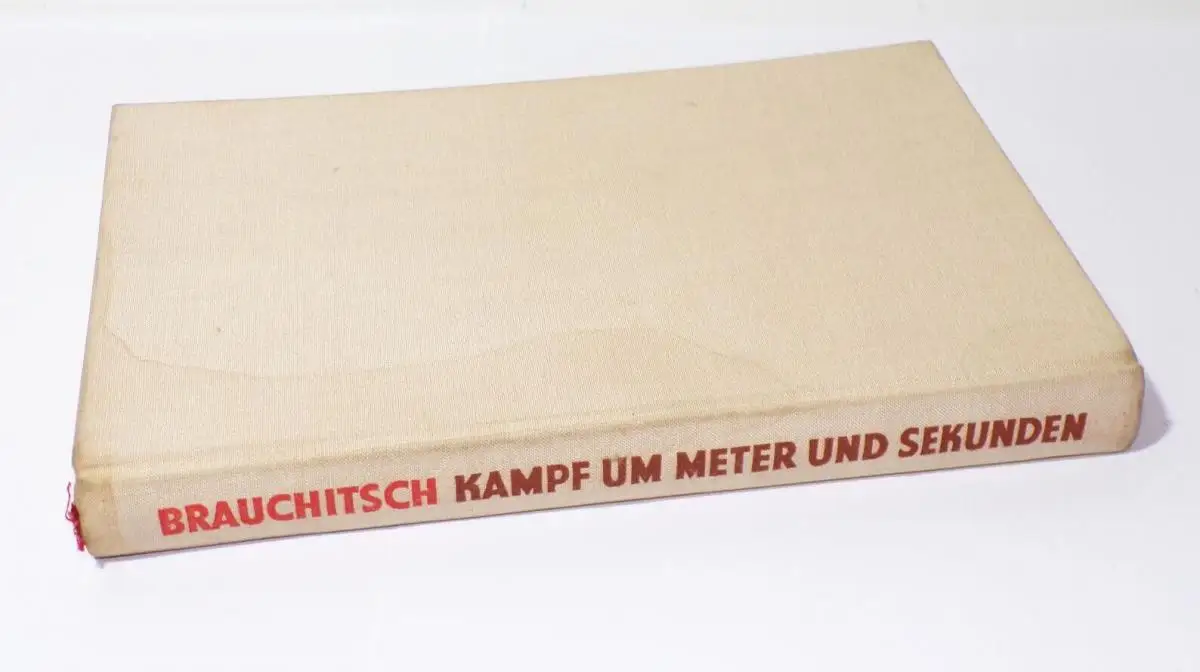 BRAUCHITSCH KAMPF UM METER UND SEKUNDEN